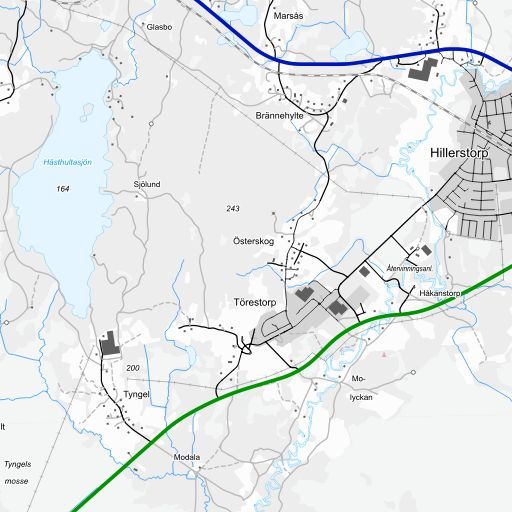 Marsås
Glasbo
Brännehylte
Hillerstorp
Hästhultasjön
164
Sjölund
243
Österskog
Återvinningsanl.
Håkanstorp
Törestorp
200
Mo-
lyckan
Tyngel
lt
Modala
Tyngels
mosse